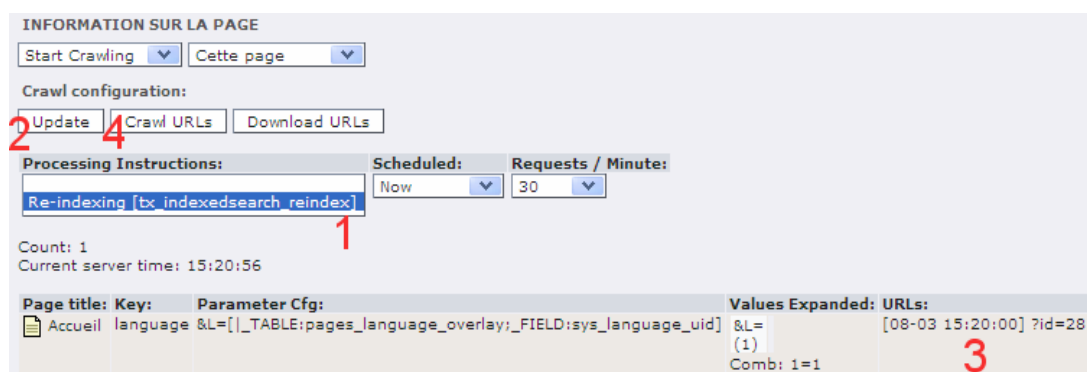 INFORMATION SUR LA PAGE
Start Crawling Cette page
Crawl configuration:
2 Update 4 Crawl URLs Download URLs
Processing Instructions: Scheduled: Requests / Minute:
Now 30
Re-indexing [tx_indexedsearch_reindex]
1
Count: 1
Current server time: 15:20:56
Page title: Key: Parameter Cfg: Values Expanded: URLs:
Accueil language &L=[|_TABLE:pages_language_overlay;_FIELD:sys_language_uid] &L= [08-03 15:20:00] ?id=28
(1)
Comb: 1=1
3